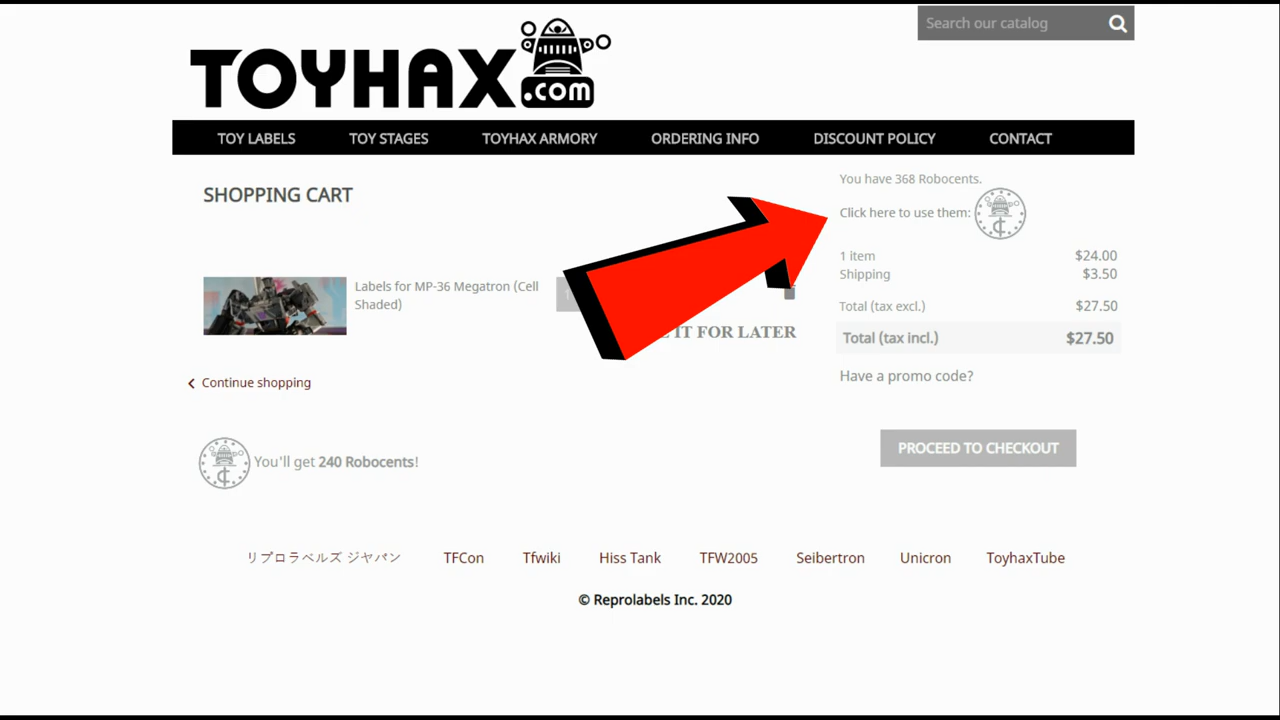 TOYHAX
.com
Search our catalog
TOY LABELS TOY STAGES TOYHAX ARMORY ORDERING INFO DISCOUNT POLICY CONTACT
SHOPPING CART
Labels for MP-36 Megatron (Cell
Shaded)
IT FOR LATER
Continue shopping
You'll get 240 Robocents!
You have 368 Robocents.
Click here to use them:
1 item $24.00
Shipping $3.50
Total (tax excl.) $27.50
Total (tax incl.) $27.50
Have a promo code?
PROCEED TO CHECKOUT
リプロラベルズ ジヤパン TFCon Tfwiki Hiss Tank TFW2005 Seibertron Unicron ToyhaxTube
© Reprolabels Inc. 2020